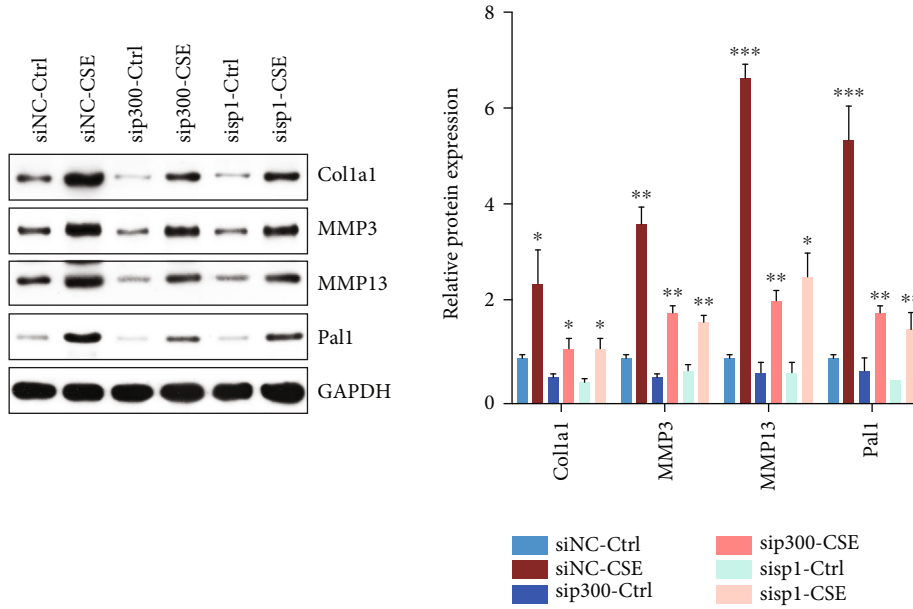 siNC-Ctrl
siNC-CSE
sip300-Ctrl
sip300-CSE
sisp1-Ctrl
sisp1-CSE
Col1a1
MMP3
MMP13
Pal1
GAPDH
Relative protein expression
8
6
4
2
0
*
*
*
**
**
**
***
**
*
***
**
**
Col1a1
MMP3
MMP13
Pal1
siNC-Ctrl
siNC-CSE
sip300-Ctrl
sip300-CSE
sisp1-Ctrl
sisp1-CSE